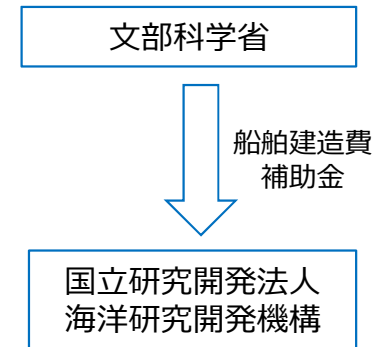 文部科学省
船舶建造費
補助金
国立研究開発法人
海洋研究開発機構